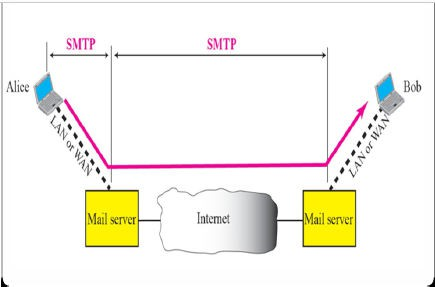 SMTP
SMTP
Alice
Bob
LAN or WAN
LAN or WAN
Mail server
Internet
Mail server